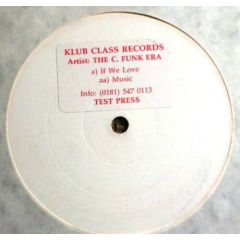 KLUB CLASS RECORDS
Artist: THE C. FUNK ERA
a) If We Love
aa) Music
Info: (0181) 547 0113
TEST PRESS